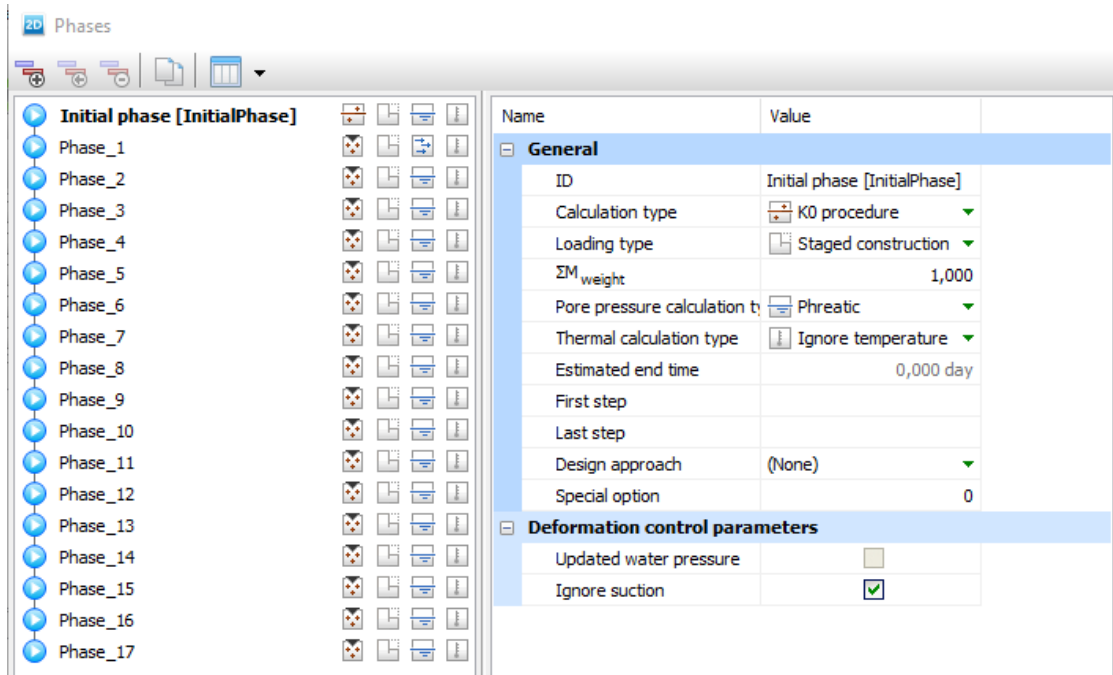 2D Phases
Initial phase [InitialPhase]
Phase_1
Phase_2
Phase_3
Phase_4
Phase_5
Phase_6
Phase_7
Phase_8
Phase_9
Phase_10
Phase_11
Phase_12
Phase_13
Phase_14
Phase_15
Phase_16
Phase_17
Name Value
General
ID Initial phase [InitialPhase]
Calculation type K0 procedure
Loading type Staged construction
ΣM weight 1,000
Pore pressure calculation ty Phreatic
Thermal calculation type Ignore temperature
Estimated end time 0,000 day
First step
Last step
Design approach (None)
Special option 0
Deformation control parameters
Updated water pressure
Ignore suction